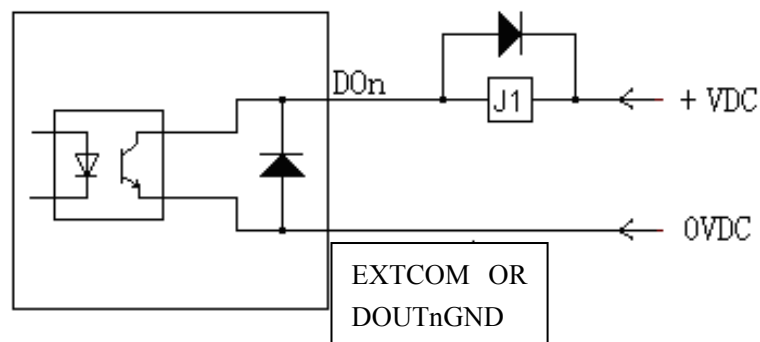 DOn
J1
+ VDC
0VDC
EXTCOM OR
DOUTnGND